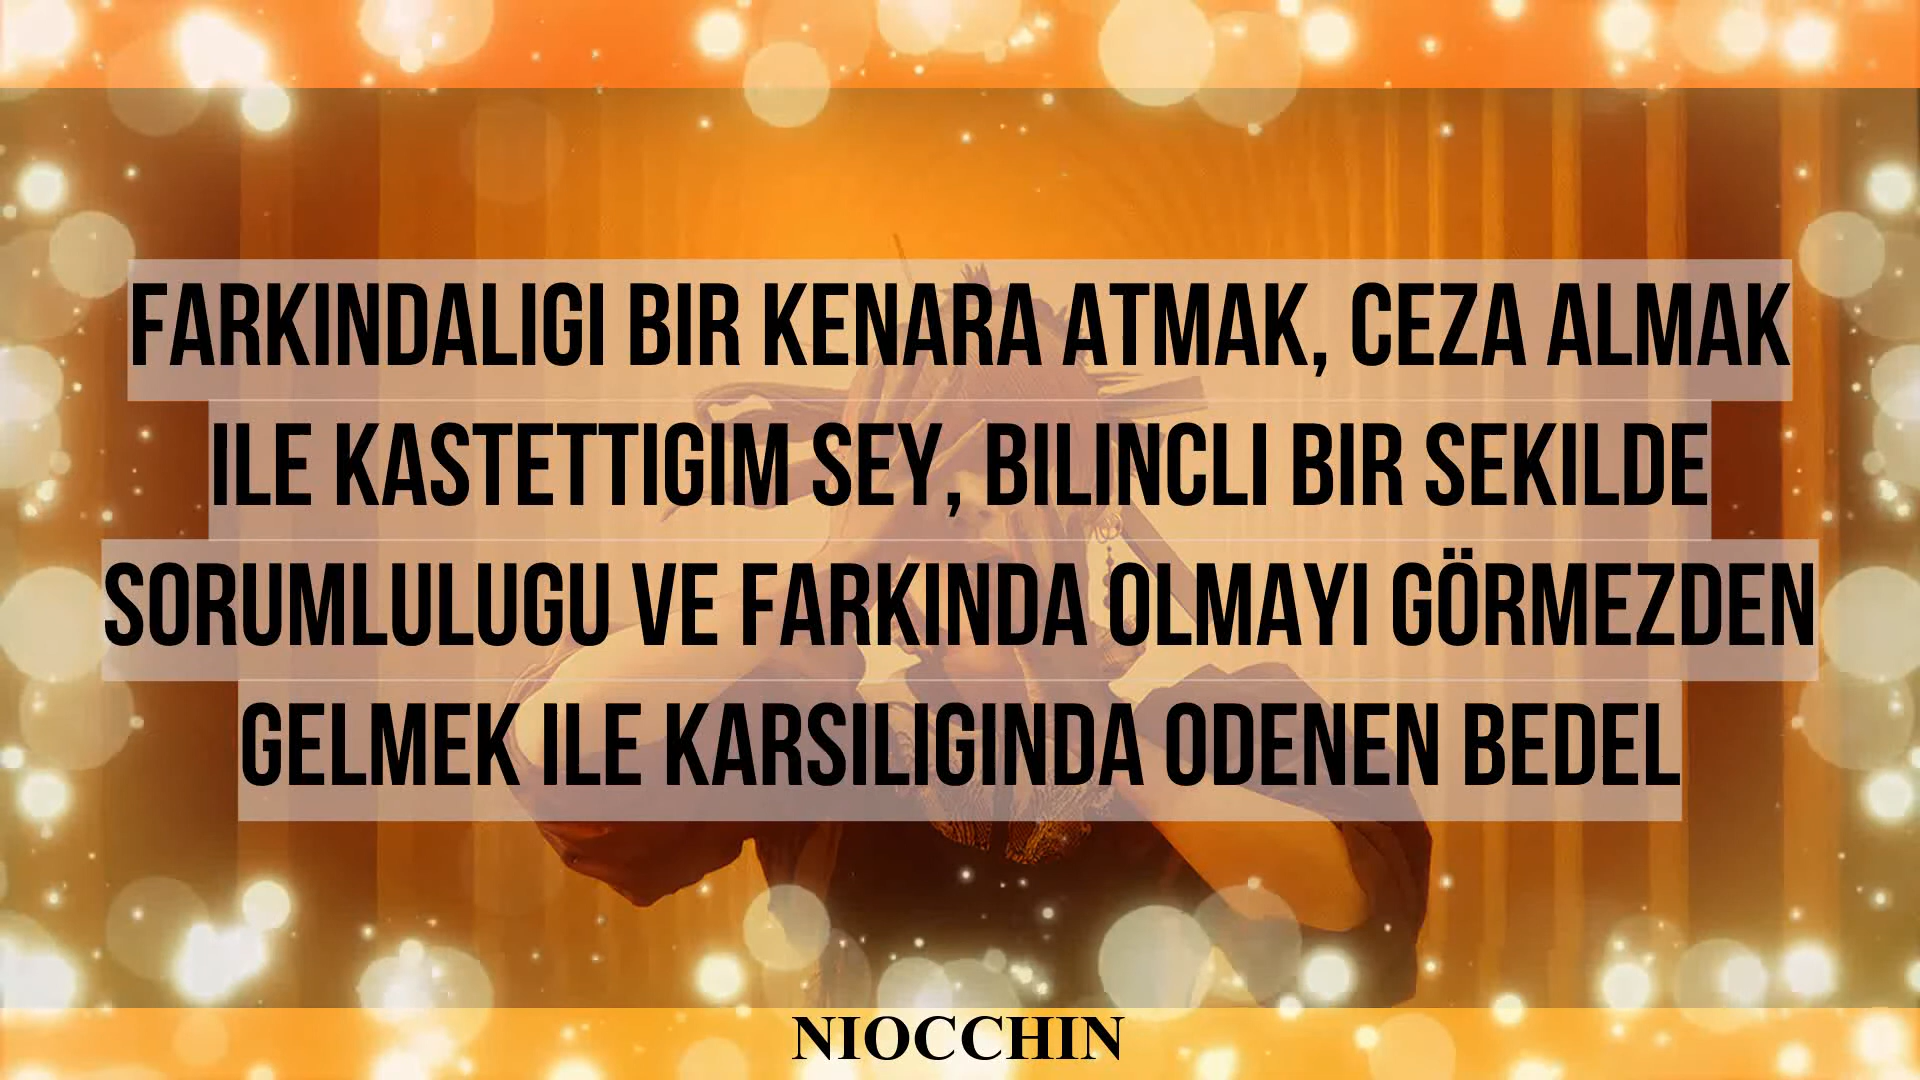 FARKINDALIGI BIR KENARA ATMAK, CEZA ALMAK
ILE KASTETTIGIM SEY, BILINCLI BIR SEKILDE
SORUMLULUGU VE FARKINDA OLMAYI GÖRMEZDEN
GELMEK ILE KARSILIGINDA ODENEN BEDEL
NIOCCHIN